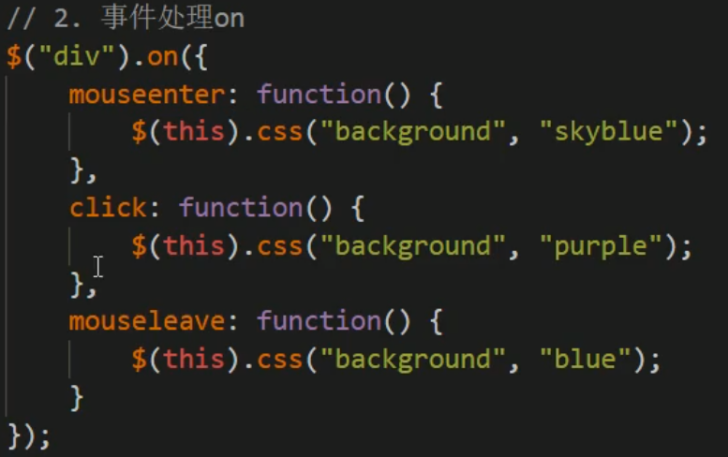 // 2. 事件处理on
$("div").on({
mouseenter: function() {
$(this).css("background", "skyblue");
},
click: function() {
$(this).css("background", "purple");
},
mouseleave: function() {
$(this).css("background", "blue");
}
});